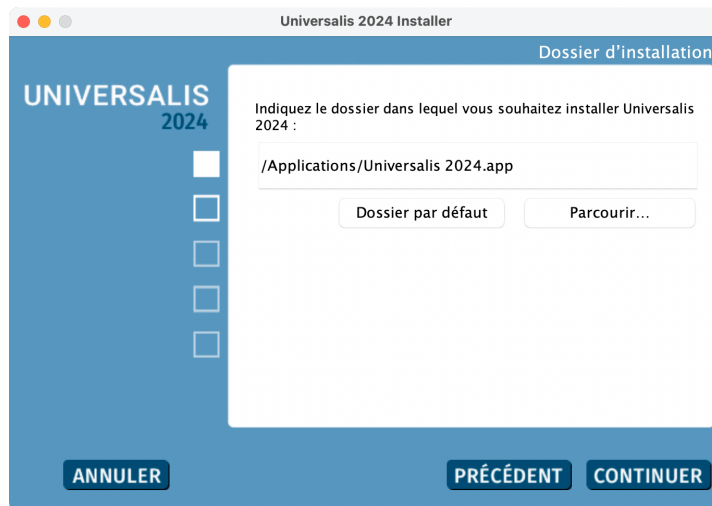 Universalis 2024 Installer
Dossier d’installation
UNIVERSALIS
2024
Indiquez le dossier dans lequel vous souhaitez installer Universalis
2024 :
/Applications/Universalis 2024.app
Dossier par défaut
Parcourir...
ANNULER
PRÉCÉDENT
CONTINUER